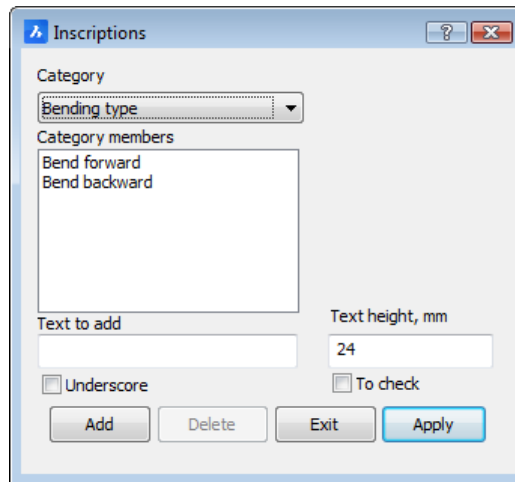 Inscriptions
Category
Bending type
Category members
Bend forward
Bend backward
Text to add
Text height, mm
24
Underscore
To check
Add
Delete
Exit
Apply